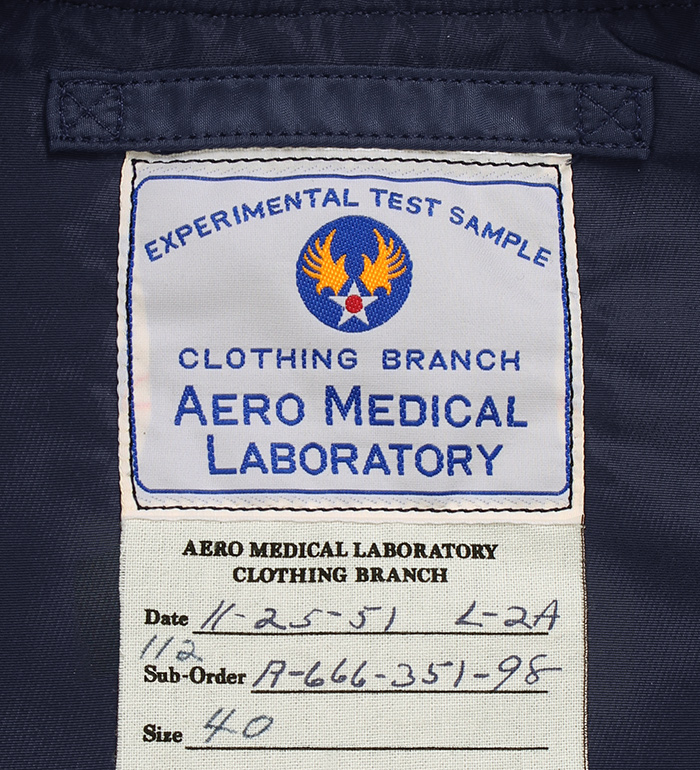 EXPERIMENTAL TEST SAMPLE
CLOTHING BRANCH
AERO MEDICAL
LABORATORY
AERO MEDICAL LABORATORY
CLOTHING BRANCH
Date 11-25-51 L-2A
112
Sub-Order A-666-351-98
Size 40